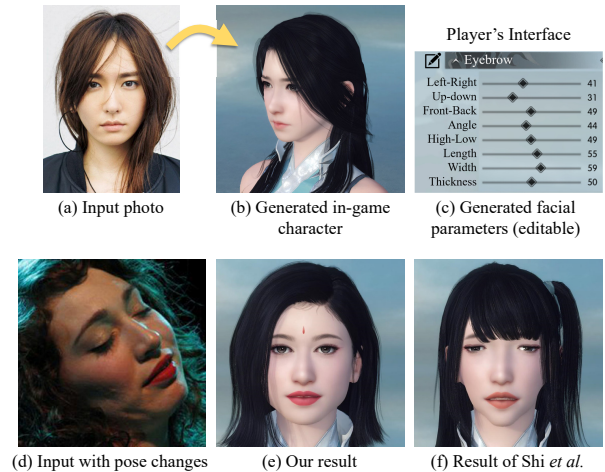 Player's Interface
Eyebrow
Left-Right 41
Up-down 31
Front-Back 49
Angle 44
High-Low 49
Length 55
Width 59
Thickness 50
(a) Input photo
(b) Generated in-game
character
(c) Generated facial
parameters (editable)
(d) Input with pose changes
(e) Our result
(f) Result of Shi et al.